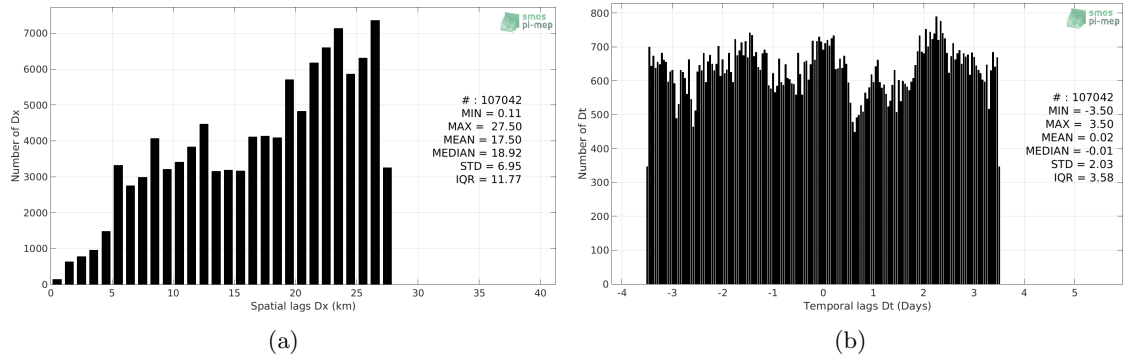 smos
pi-mep
7000
6000
5000
4000
3000
2000
1000
0
Number of Dx
# : 107042
MIN = 0.11
MAX = 27.50
MEAN = 17.50
MEDIAN = 18.92
STD = 6.95
IQR = 11.77
0 5 10 15 20 25 30 35 40
Spatial lags Dx (km)
(a)
smos
pi-mep
800
700
600
500
400
300
200
100
0
Number of Dt
# : 107042
MIN = -3.50
MAX = 3.50
MEAN = 0.02
MEDIAN = -0.01
STD = 2.03
IQR = 3.58
-4 -3 -2 -1 0 1 2 3 4 5
Temporal lags Dt (Days)
(b)